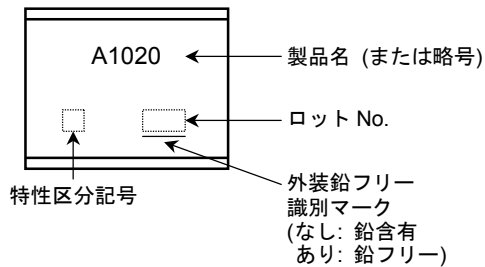 A1020
製品名 (または略号)
ロット No.
特性区分記号
外装鉛フリー
識別マーク
(なし: 鉛含有
あり: 鉛フリー)